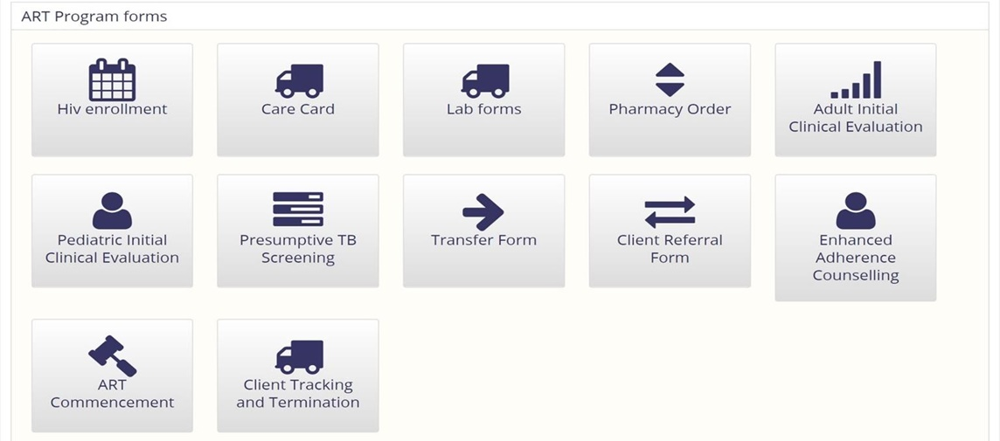 ART Program forms
Hiv enrollment
Care Card
Lab forms
Pharmacy Order
Adult Initial
Clinical Evaluation
Pediatric Initial
Clinical Evaluation
Presumptive TB
Screening
Transfer Form
Client Referral
Form
Enhanced
Adherence
Counselling
ART
Commencement
Client Tracking
and Termination